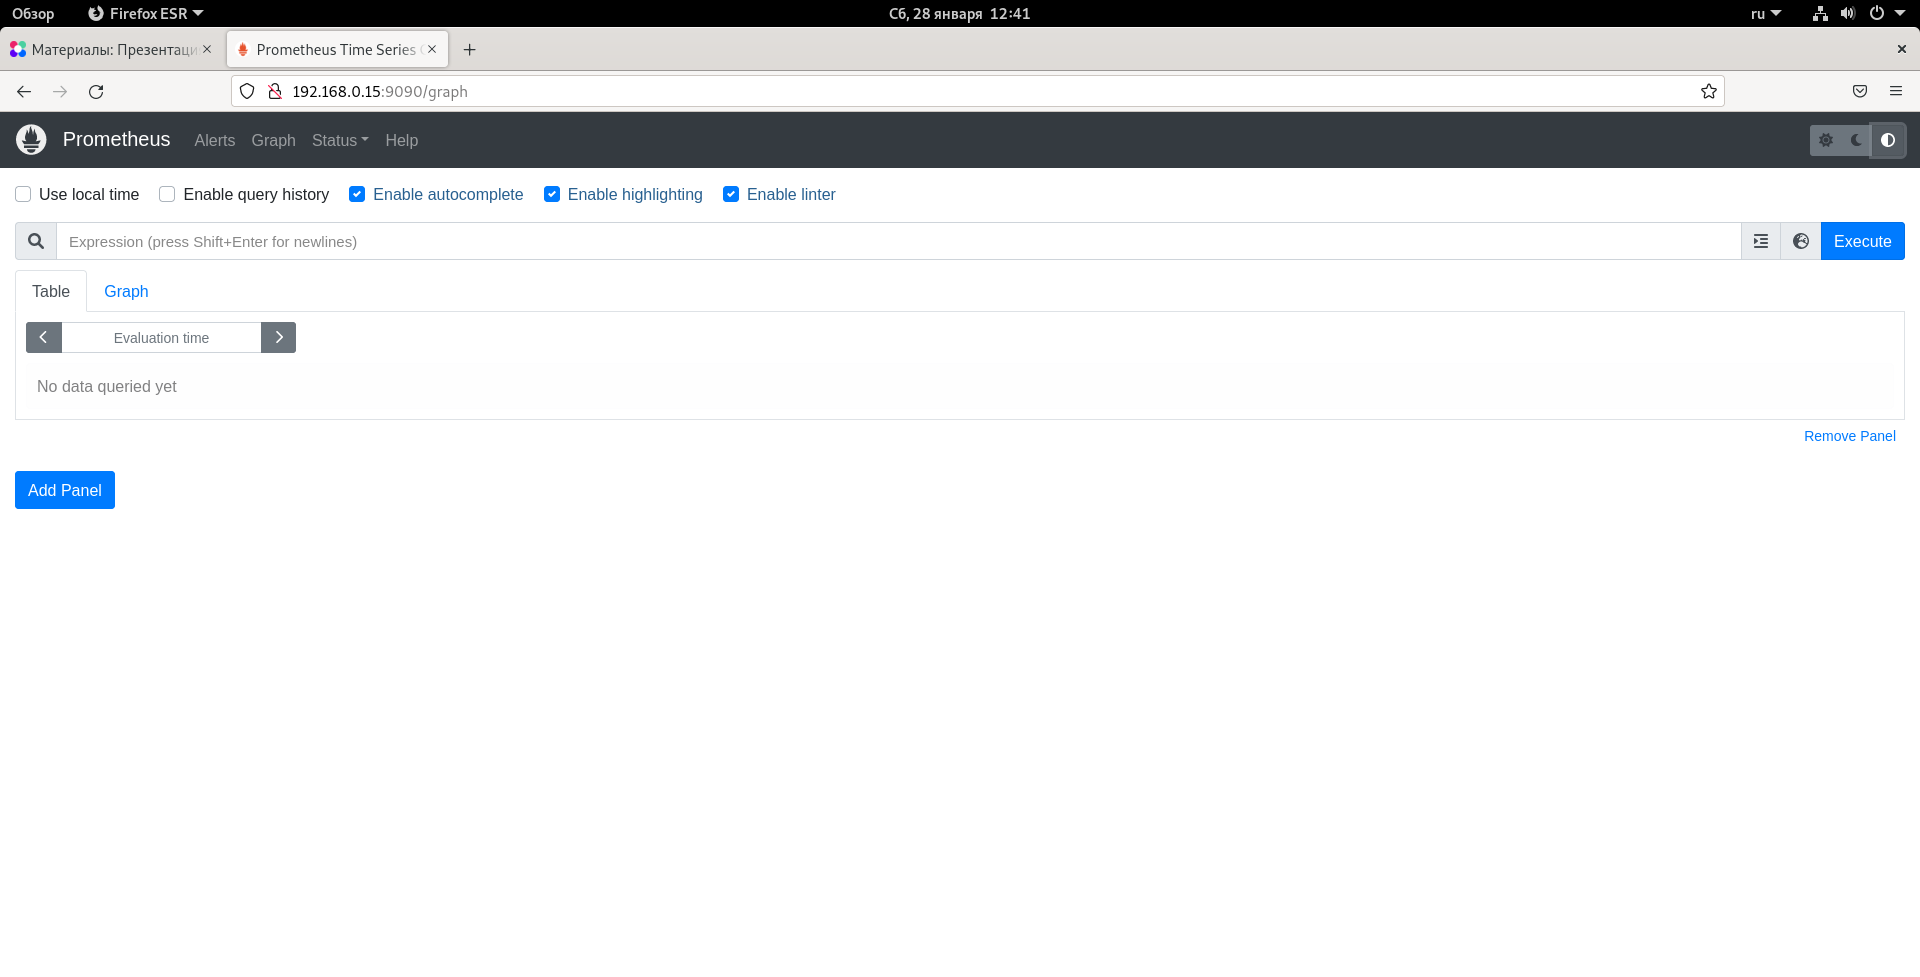 Обзор Firefox ESR Сб, 28 января 12:41 ru
Материалы: Презентаци Prometheus Time Series
192.168.0.15:9090/graph
Prometheus Alerts Graph Status Help
Use local time Enable query history Enable autocomplete Enable highlighting Enable linter
Expression (press Shift+Enter for newlines) Execute
Table Graph
Evaluation time
No data queried yet
Remove Panel
Add Panel